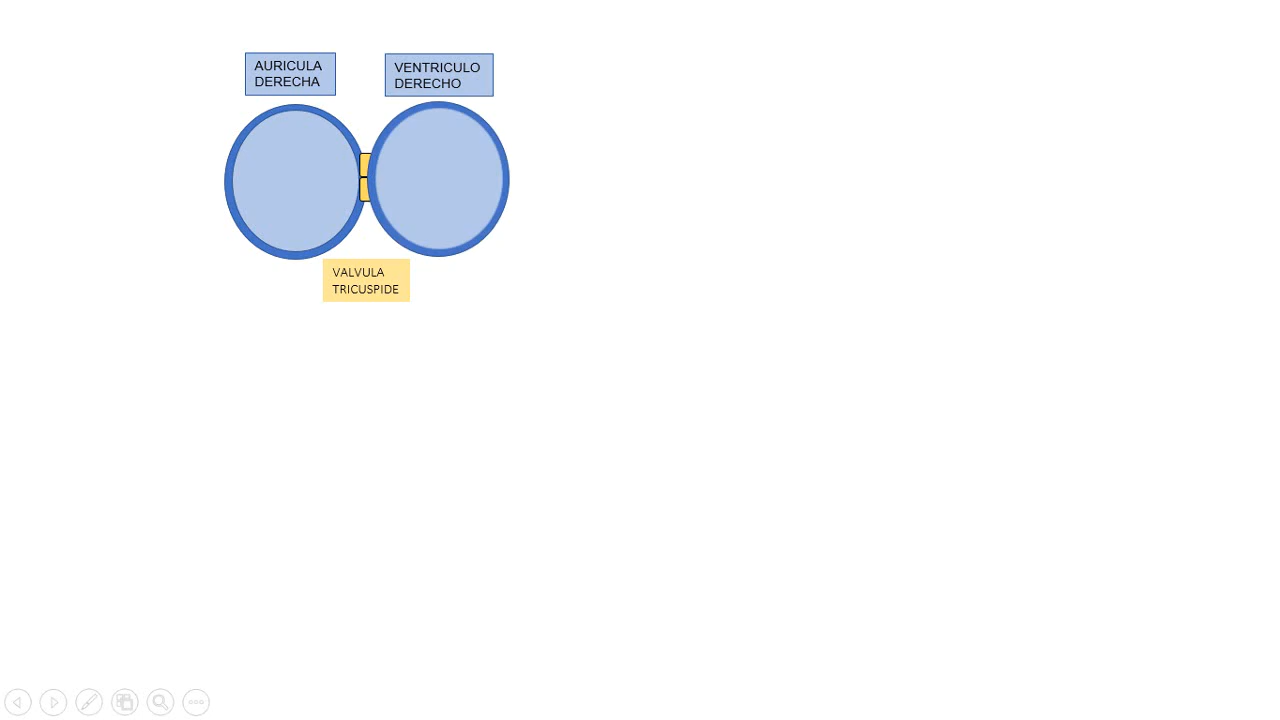 AURICULA
DERECHA
VENTRICULO
DERECHO
VALVULA
TRICUSPIDE